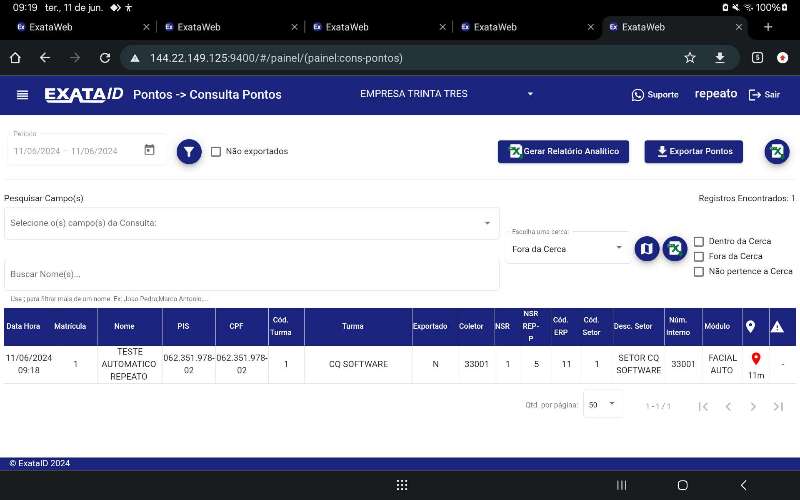 09:19 ter., 11 de jun. 100%
ExataWeb ExataWeb ExataWeb ExataWeb ExataWeb
144.22.149.125:9400/#/painel/(painel:cons-pontos) 5
EXATAID Pontos -> Consulta Pontos EMPRESA TRINTA TRES Suporte repeato Sair
Período
11/06/2024 – 11/06/2024 Não exportados Gerar Relatório Analítico Exportar Pontos
Pesquisar Campo(s) Registros Encontrados: 1
Selecione o(s) campo(s) da Consulta:
Escolha uma cerca:
Fora da Cerca
Dentro da Cerca
Fora da Cerca
Não pertence a Cerca
Buscar Nome(s)...
Use ; para filtrar mais de um nome. Ex: João Pedro;Marco Antonio;...
Data Hora Matrícula Nome PIS CPF Cód. Turma Turma Exportado Coletor NSR NSR REP-P Cód. ERP Cód. Setor Desc. Setor Núm. Interno Módulo
11/06/2024 09:18 1 TESTE AUTOMATICO REPEATO 062.351.978-02 062.351.978-02 1 CQ SOFTWARE N 33001 1 5 11 1 SETOR CQ SOFTWARE 33001 FACIAL AUTO 11m -
Qtd. por página: 50 1 – 1 / 1
© ExataID 2024